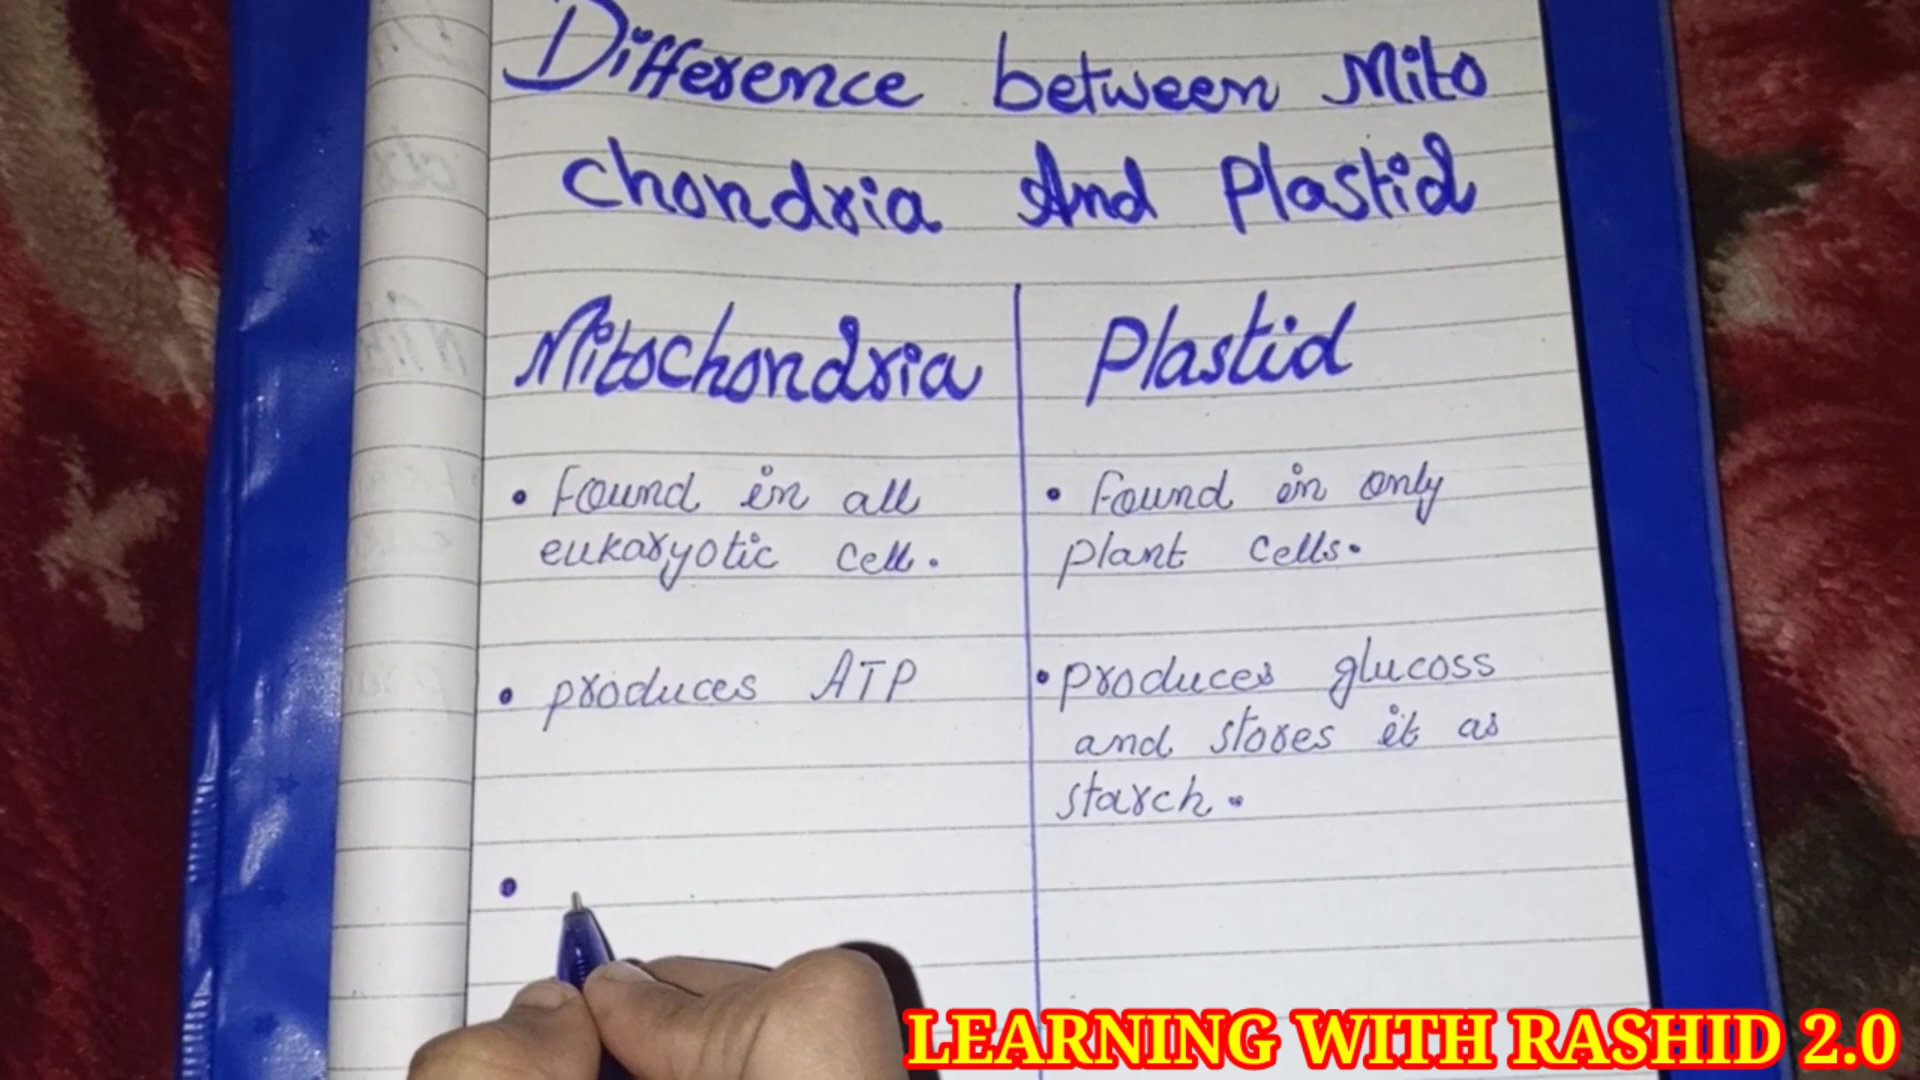 Difference between Mito
chondria And Plastid
Mitochondria
Plastid
• Found in all
eukaryotic cell.
• Found in only
plant cells.
• produces ATP
• produces glucoss
and stores it as
starch.
•
LEARNING WITH RASHID 2.0